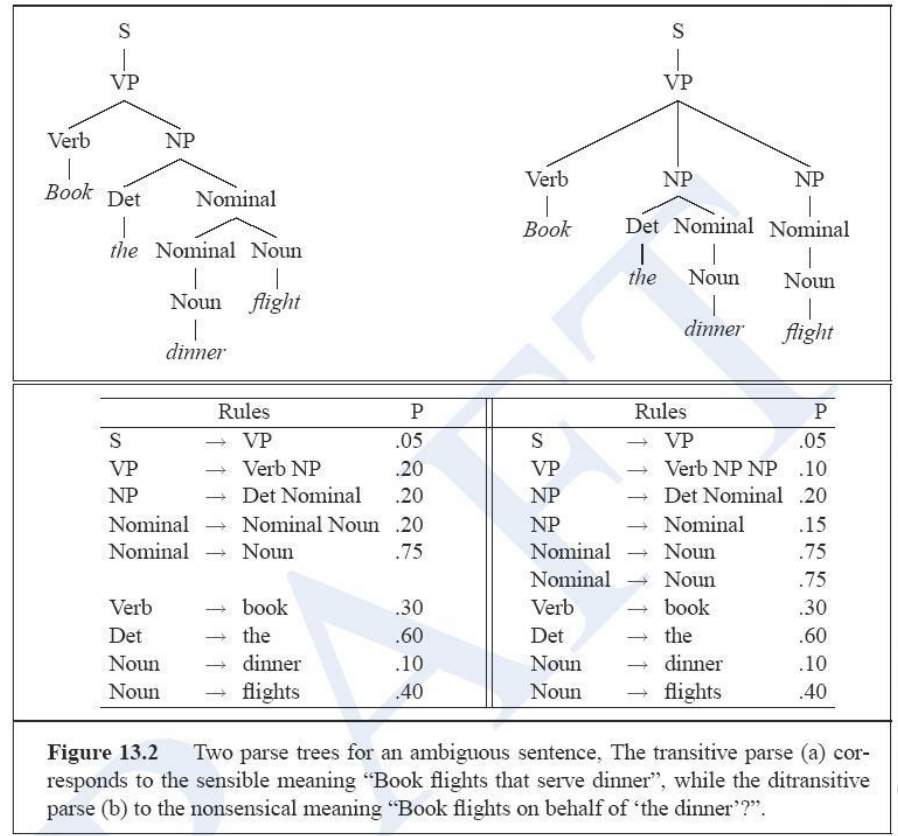 S S
VP VP
Verb NP
Verb NP NP
Book Det Nominal
Book Det Nominal Nominal
the Nominal Noun
the Noun Noun
Noun flight
dinner flight
dinner
Rules P Rules P
S → VP .05 S → VP .05
VP → Verb NP .20 VP → Verb NP NP .10
NP → Det Nominal .20 NP → Det Nominal .20
Nominal → Nominal Noun .20 NP → Nominal .15
Nominal → Noun .75 Nominal → Noun .75
Nominal → Noun .75
Verb → book .30 Verb → book .30
Det → the .60 Det → the .60
Noun → dinner .10 Noun → dinner .10
Noun → flights .40 Noun → flights .40
Figure 13.2 Two parse trees for an ambiguous sentence, The transitive parse (a) cor-
responds to the sensible meaning “Book flights that serve dinner”, while the ditransitive
parse (b) to the nonsensical meaning “Book flights on behalf of ‘the dinner’?”.
DRAFT